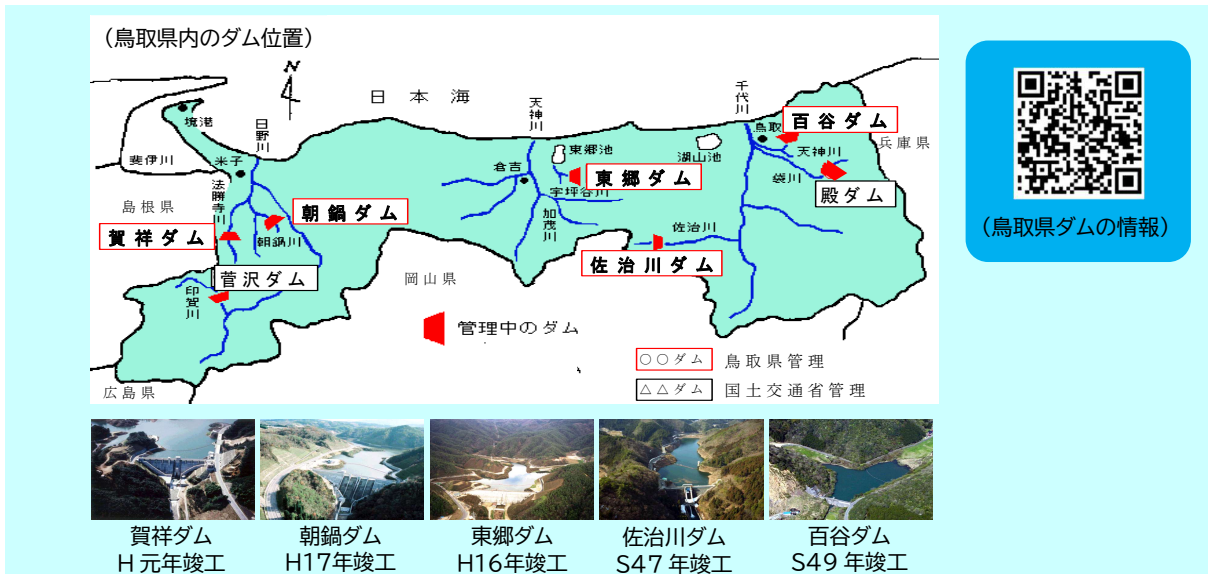 （鳥取県内のダム位置）
N
日本海
境港
日野川
天神川
千代川
鳥取
百谷ダム
兵庫県
斐伊川
米子
東郷池
湖山池
天神川
倉吉
東郷ダム
袋川
殿ダム
法勝寺川
島根県
朝鍋ダム
宇坪谷川
加茂川
佐治川
賀祥ダム
朝鍋川
佐治川ダム
菅沢ダム
岡山県
印賀川
管理中のダム
○○ダム 鳥取県管理
△△ダム 国土交通省管理
広島県
（鳥取県ダムの情報）
賀祥ダム
H元年竣工
朝鍋ダム
H17年竣工
東郷ダム
H16年竣工
佐治川ダム
S47年竣工
百谷ダム
S49年竣工